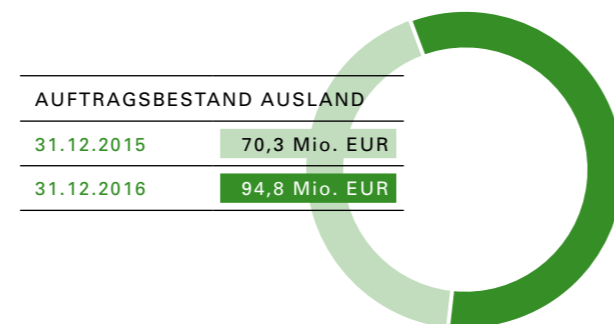 AUFTRAGSBESTAND AUSLAND
31.12.2015 70,3 Mio. EUR
31.12.2016 94,8 Mio. EUR